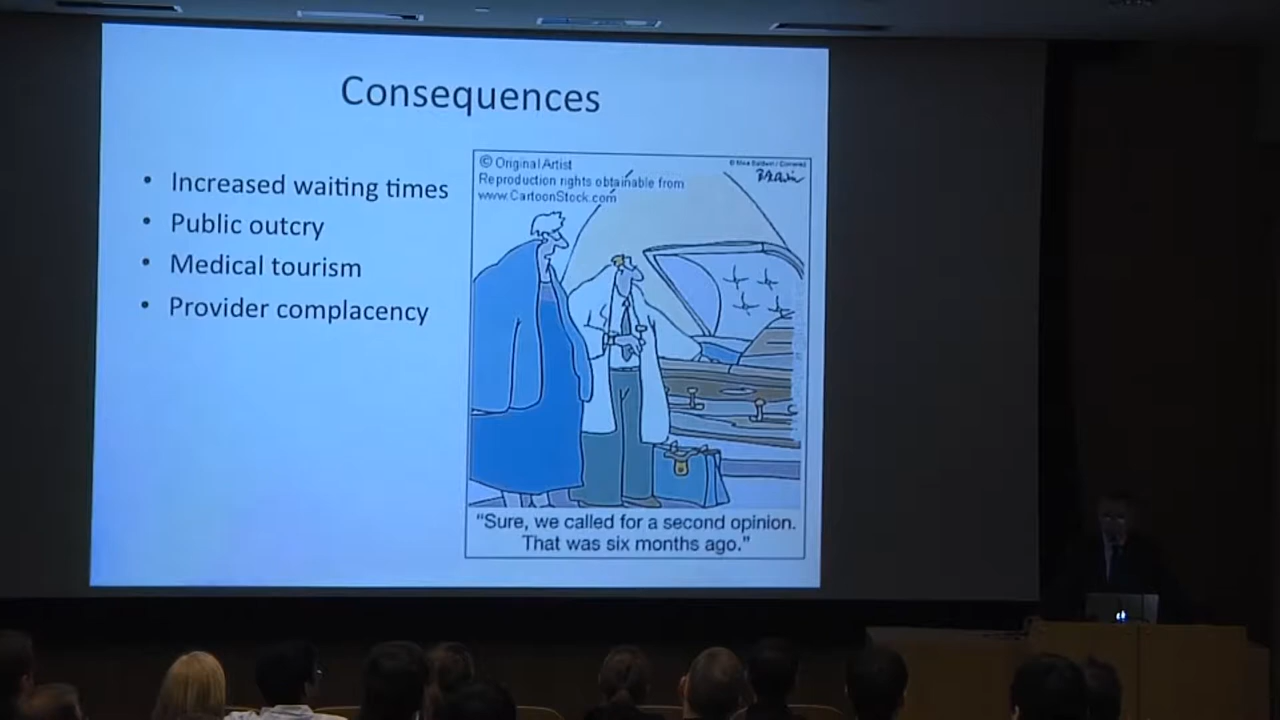 Consequences
• Increased waiting times
• Public outcry
• Medical tourism
• Provider complacency
© Original Artist
Reproduction rights obtainable from
www.CartoonStock.com
"Sure, we called for a second opinion.
That was six months ago."